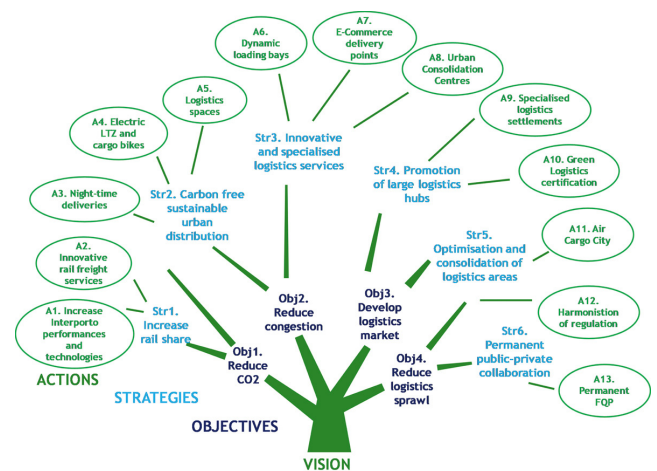 A6.
Dynamic
loading bays
A7.
E-Commerce
delivery
points
A8. Urban
Consolidation
Centres
A5.
Logistics
spaces
A9. Specialised
logistics
settlements
A4. Electric
LTZ and
cargo bikes
Str3. Innovative
and specialised
logistics services
A10. Green
Logistics
certification
Str4. Promotion
of large logistics
hubs
A3. Night-time
deliveries
Str2. Carbon free
sustainable
urban
distribution
A11. Air
Cargo City
Str5.
Optimisation and
consolidation of
logistics areas
A2.
Innovative
rail freight
services
A12.
Harmonistion
of regulation
Obj2.
Reduce
congestion
Obj3.
Develop
logistics
market
A1. Increase
Interporto
performances
and
technologies
Str1.
Increase
rail share
Str6.
Permanent
public-private
collaboration
Obj1.
Reduce
CO2
Obj4.
Reduce
logistics
sprawl
A13.
Permanent
FQP
ACTIONS
STRATEGIES
OBJECTIVES
VISION